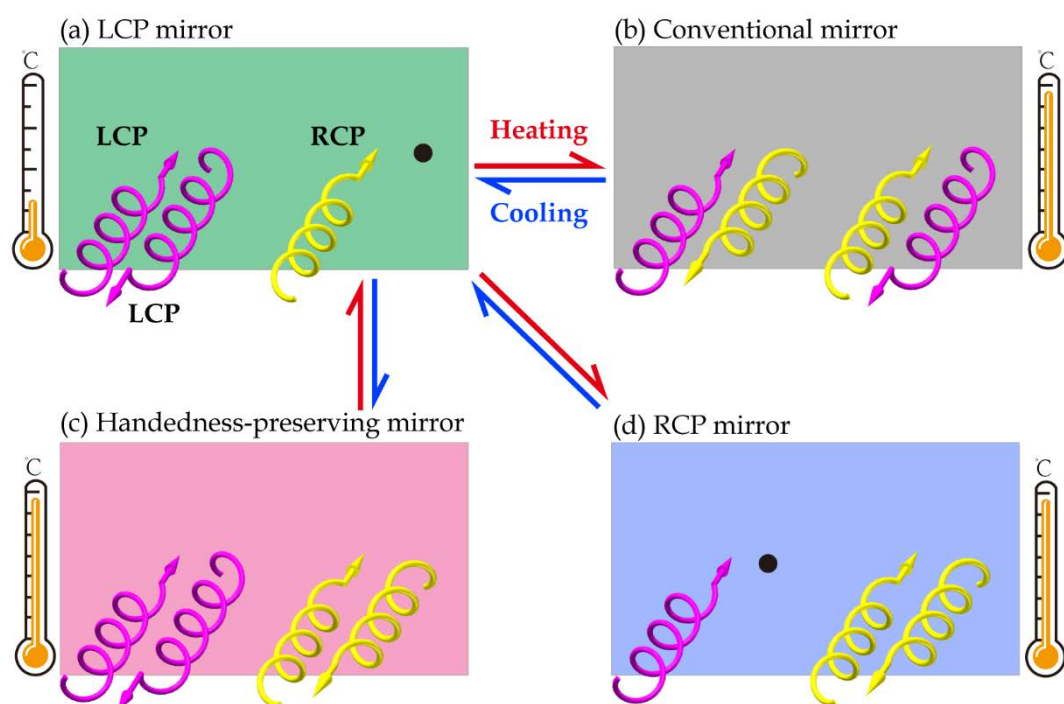 (a) LCP mirror
(b) Conventional mirror
°C
°C
LCP
RCP
LCP
Heating
Cooling
(c) Handedness-preserving mirror
(d) RCP mirror
°C
°C